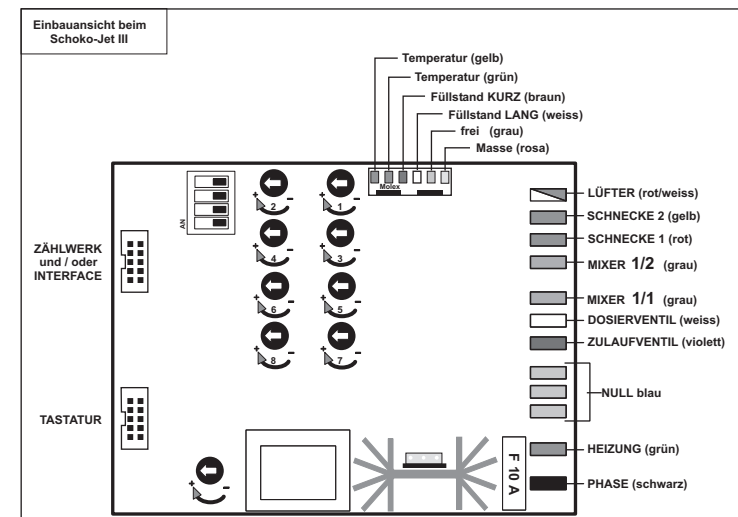 Einbauansicht beim
Schoko-Jet III
Temperatur (gelb)
Temperatur (grün)
Füllstand KURZ (braun)
Füllstand LANG (weiss)
frei (grau)
Masse (rosa)
Molex
AN
2
1
4
3
6
5
8
7
+ -
+ -
+ -
+ -
+ -
+ -
+ -
+ -
+ -
ZÄHLWERK
und / oder
INTERFACE
TASTATUR
LÜFTER (rot/weiss)
SCHNECKE 2 (gelb)
SCHNECKE 1 (rot)
MIXER 1/2 (grau)
MIXER 1/1 (grau)
DOSIERVENTIL (weiss)
ZULAUFVENTIL (violett)
NULL blau
HEIZUNG (grün)
PHASE (schwarz)
F 10 A